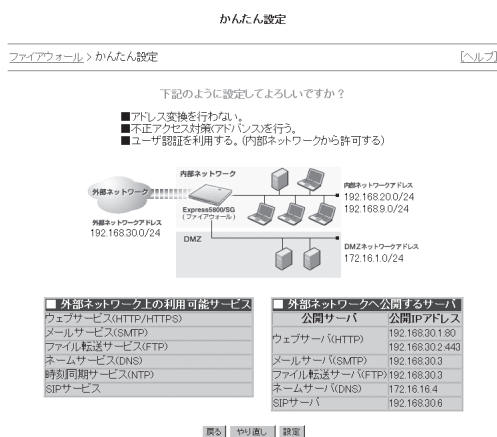 かんたん設定
ファイアウォール > かんたん設定
[ヘルプ]
下記のように設定してよろしいですか？
■アドレス変換を行わない。
■不正アクセス対策(アドバンス)を行う。
■ユーザ認証を利用する。(内部ネットワークから許可する)
内部ネットワーク
外部ネットワーク
Express5800/SG
(ファイアウォール)
内部ネットワークアドレス
192.168.20.0/24
192.168.9.0/24
外部ネットワークアドレス
192.168.30.0/24
DMZ
DMZネットワークアドレス
172.16.1.0/24
■ 外部ネットワーク上の利用可能サービス
ウェブサービス(HTTP/HTTPS)
メールサービス(SMTP)
ファイル転送サービス(FTP)
ネームサービス(DNS)
時刻同期サービス(NTP)
SIPサービス
■ 外部ネットワークへ公開するサーバ
公開サーバ 公開IPアドレス
ウェブサーバ(HTTP) 192.168.30.1:80
192.168.30.2:443
メールサーバ(SMTP) 192.168.30.3
ファイル転送サーバ(FTP) 192.168.30.3
ネームサーバ(DNS) 172.16.16.4
SIPサーバ 192.168.30.6
戻る やり直し 設定